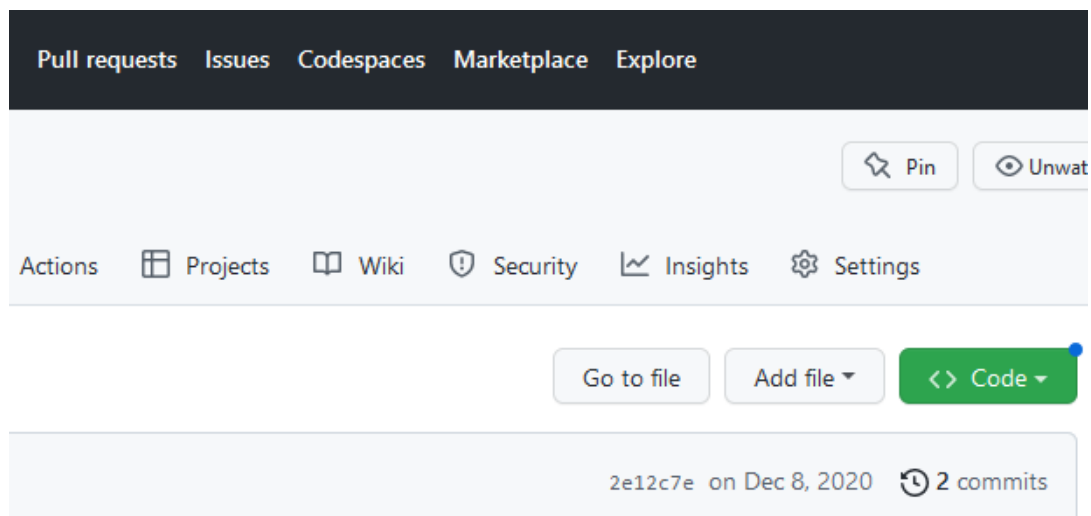 Pull requests Issues Codespaces Marketplace Explore
Pin Unwat
Actions Projects Wiki Security Insights Settings
Go to file Add file <> Code
2e12c7e on Dec 8, 2020 2 commits